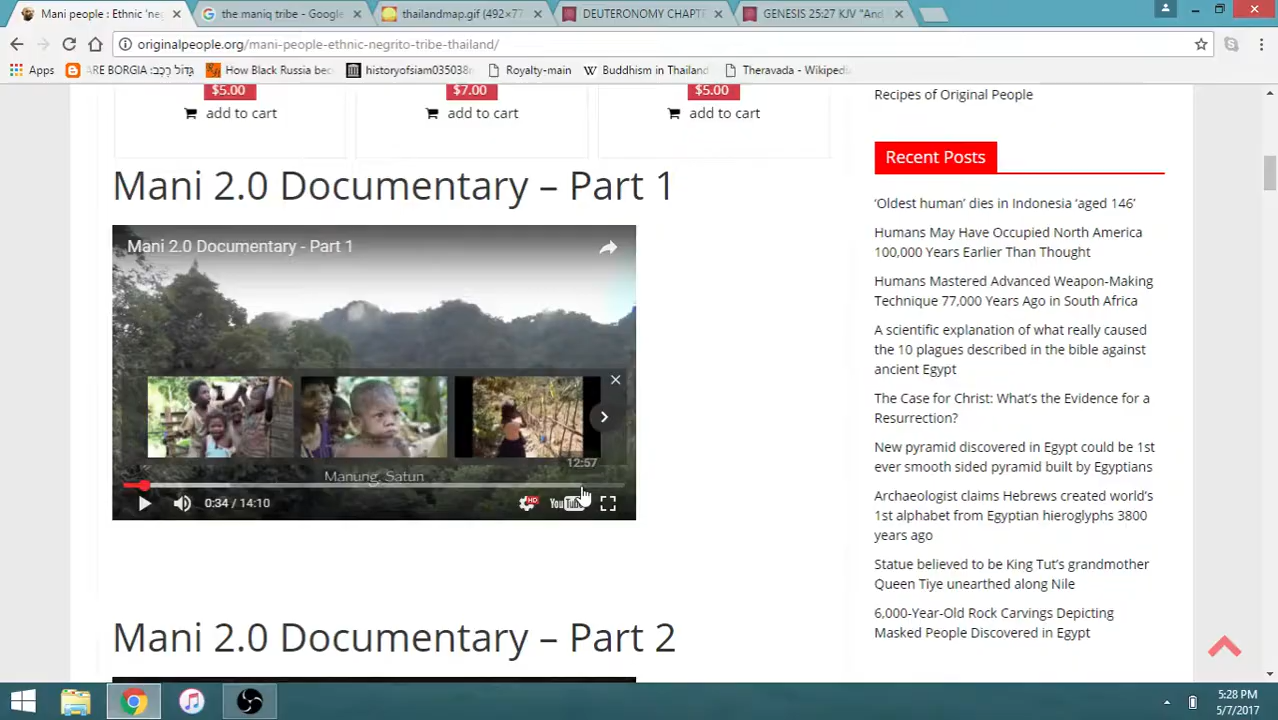 Mani people : Ethnic 'ne
the maniq tribe - Google
thailandmap.gif (492×77
DEUTERONOMY CHAPT
GENESIS 25:27 KJV "And
originalpeople.org/mani-people-ethnic-negrito-tribe-thailand/
Apps
ARE BORGIA :גדול רכב
How Black Russia bec
historyofsiam035038
Royalty-main
Buddhism in Thailand
Theravada - Wikipedia
$5.00
$7.00
$5.00
add to cart
add to cart
add to cart
Mani 2.0 Documentary – Part 1
Mani 2.0 Documentary - Part 1
12:57
Manung, Satun
0:34 / 14:10
HD
YouTube
Mani 2.0 Documentary – Part 2
Recipes of Original People
Recent Posts
'Oldest human' dies in Indonesia 'aged 146'
Humans May Have Occupied North America
100,000 Years Earlier Than Thought
Humans Mastered Advanced Weapon-Making
Technique 77,000 Years Ago in South Africa
A scientific explanation of what really caused
the 10 plagues described in the bible against
ancient Egypt
The Case for Christ: What's the Evidence for a
Resurrection?
New pyramid discovered in Egypt could be 1st
ever smooth sided pyramid built by Egyptians
Archaeologist claims Hebrews created world's
1st alphabet from Egyptian hieroglyphs 3800
years ago
Statue believed to be King Tut's grandmother
Queen Tiye unearthed along Nile
6,000-Year-Old Rock Carvings Depicting
Masked People Discovered in Egypt
5:28 PM
5/7/2017